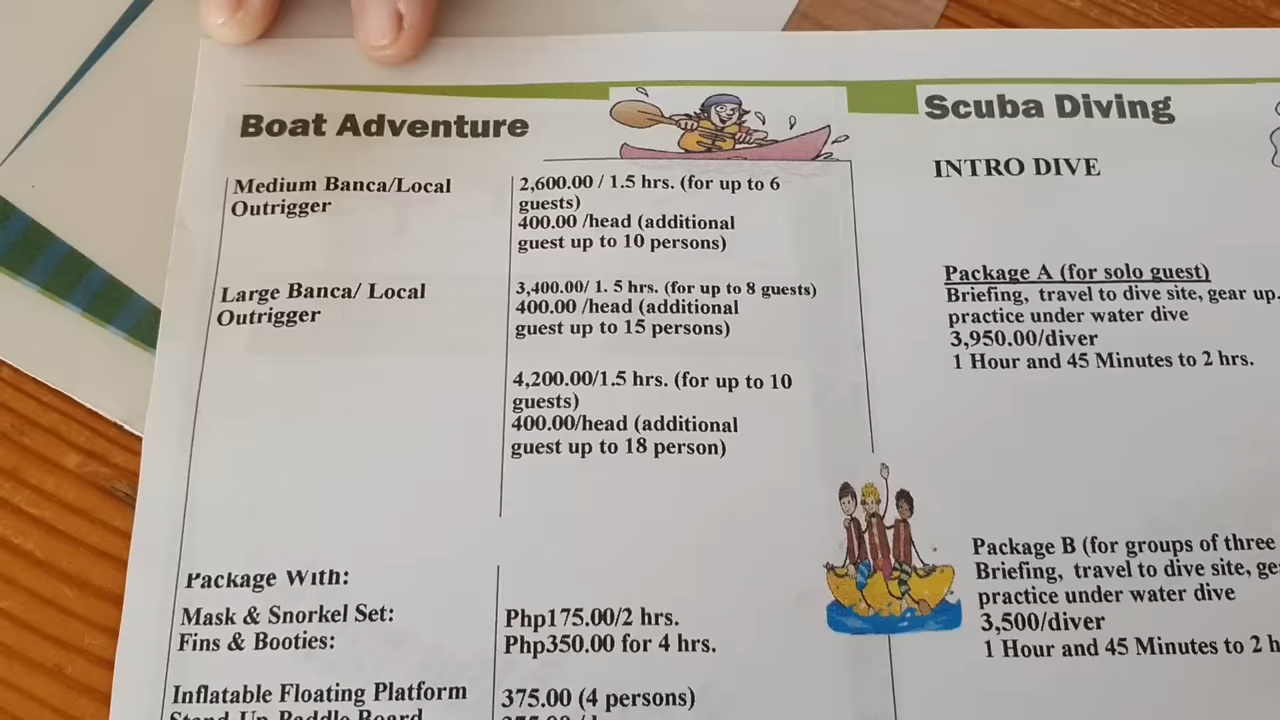 Boat Adventure
Medium Banca/Local
Outrigger
2,600.00 / 1.5 hrs. (for up to 6
guests)
400.00 /head (additional
guest up to 10 persons)
Large Banca/ Local
Outrigger
3,400.00/ 1. 5 hrs. (for up to 8 guests)
400.00 /head (additional
guest up to 15 persons)
4,200.00/1.5 hrs. (for up to 10
guests)
400.00/head (additional
guest up to 18 person)
Package With:
Mask & Snorkel Set:
Php175.00/2 hrs.
Fins & Booties:
Php350.00 for 4 hrs.
Inflatable Floating Platform
375.00 (4 persons)
Stand Up Paddle Board
Scuba Diving
INTRO DIVE
Package A (for solo guest)
Briefing, travel to dive site, gear up.
practice under water dive
3,950.00/diver
1 Hour and 45 Minutes to 2 hrs.
Package B (for groups of three
Briefing, travel to dive site,
practice under water dive
3,500/diver
1 Hour and 45 Minutes to 2